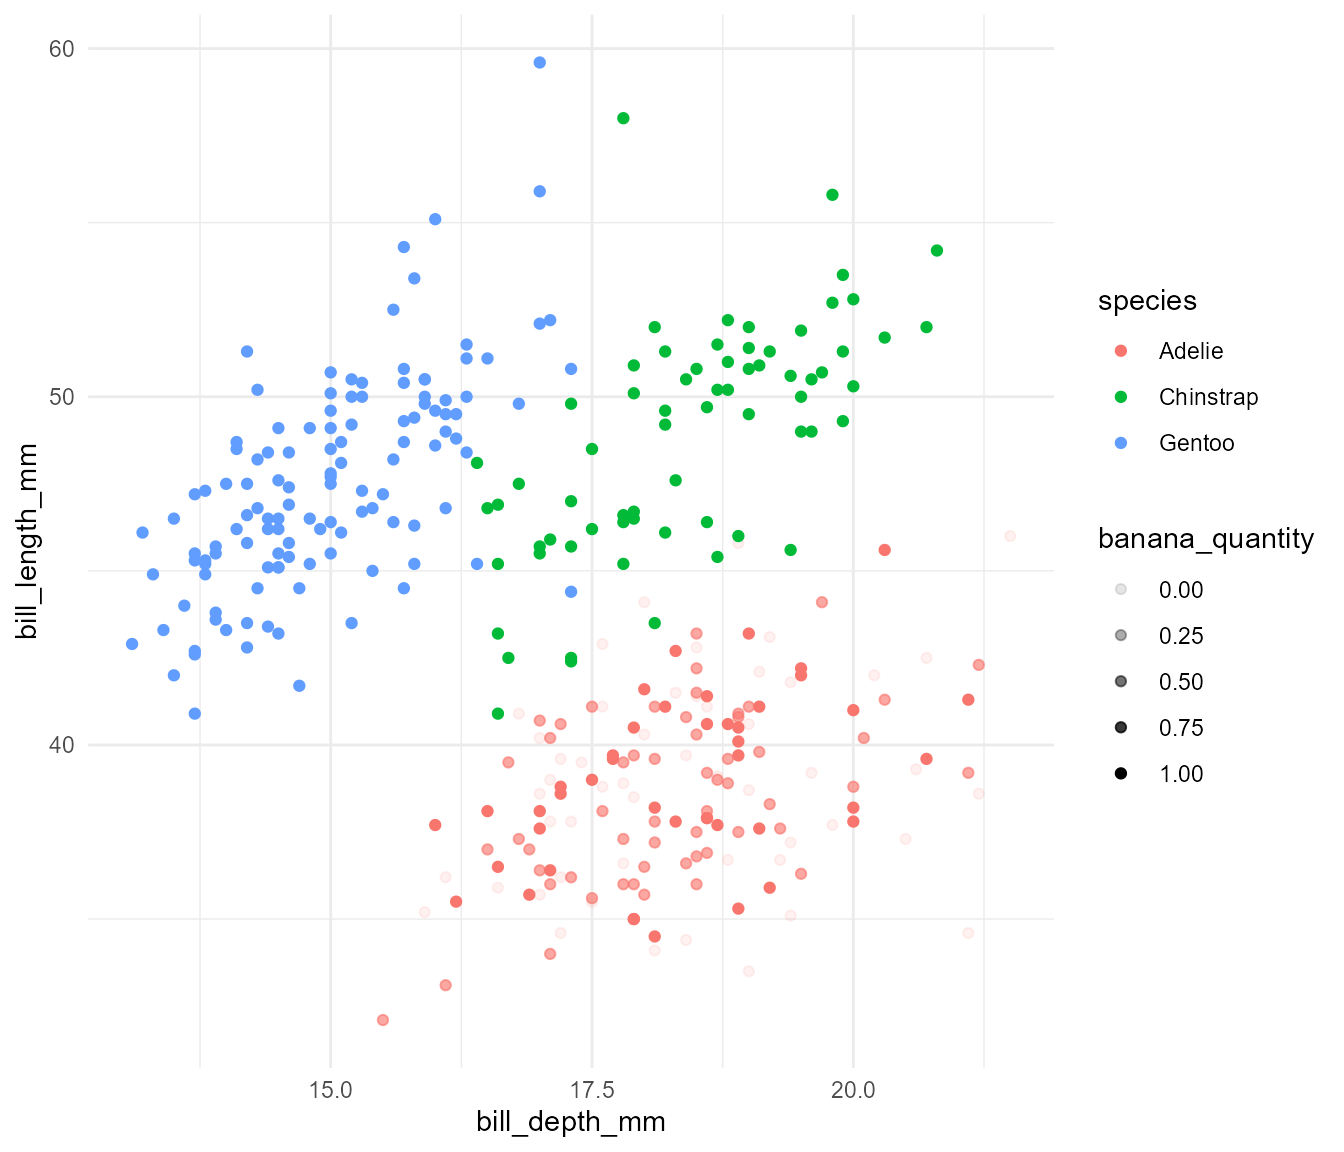 60
50
40
bill_length_mm
15.0
17.5
20.0
bill_depth_mm
species
Adelie
Chinstrap
Gentoo
banana_quantity
0.00
0.25
0.50
0.75
1.00